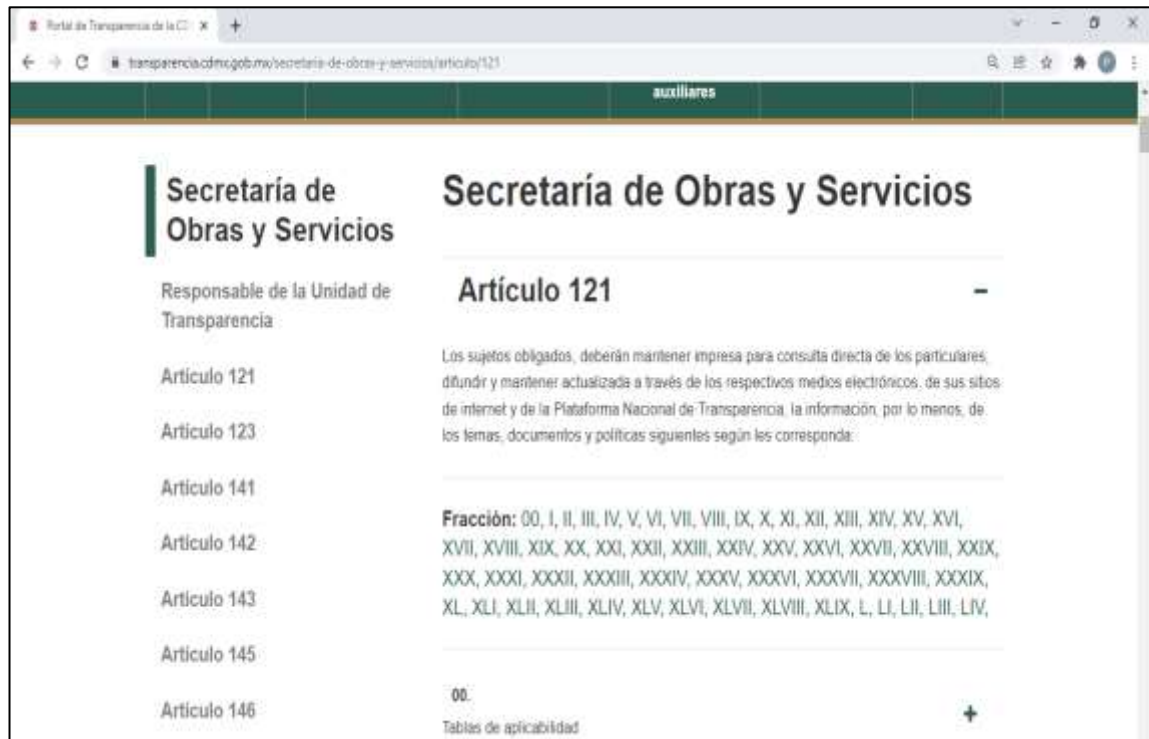 Portal de Transparencia de la C
transparencia.cdmx.gob.mx/secretaria-de-obras-y-servicios/articulo/121
auxiliares
Secretaría de
Obras y Servicios
Responsable de la Unidad de
Transparencia
Artículo 121
Artículo 123
Artículo 141
Artículo 142
Artículo 143
Artículo 145
Artículo 146
Secretaría de Obras y Servicios
Artículo 121
Los sujetos obligados, deberán mantener impresa para consulta directa de los particulares,
difundir y mantener actualizada a través de los respectivos medios electrónicos, de sus sitios
de internet y de la Plataforma Nacional de Transparencia, la información, por lo menos, de
los temas, documentos y políticas siguientes según les corresponda:
Fracción: 00, I, II, III, IV, V, VI, VII, VIII, IX, X, XI, XII, XIII, XIV, XV, XVI,
XVII, XVIII, XIX, XX, XXI, XXII, XXIII, XXIV, XXV, XXVI, XXVII, XXVIII, XXIX,
XXX, XXXI, XXXII, XXXIII, XXXIV, XXXV, XXXVI, XXXVII, XXXVIII, XXXIX,
XL, XLI, XLII, XLIII, XLIV, XLV, XLVI, XLVII, XLVIII, XLIX, L, LI, LII, LIII, LIV,
00.
Tablas de aplicabilidad